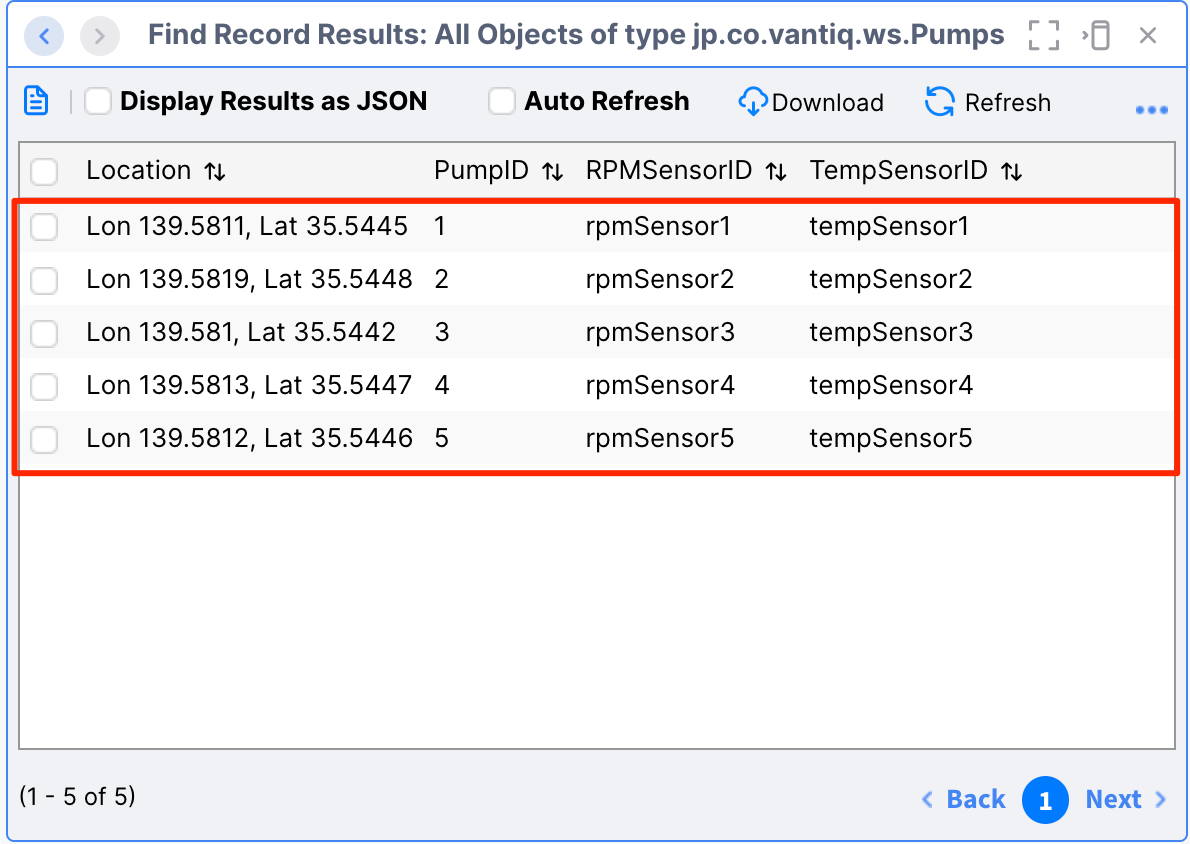 Find Record Results: All Objects of type jp.co.vantiq.ws.Pumps
Display Results as JSON Auto Refresh Download Refresh
Location PumpID RPMSensorID TempSensorID
Lon 139.5811, Lat 35.5445 1 rpmSensor1 tempSensor1
Lon 139.5819, Lat 35.5448 2 rpmSensor2 tempSensor2
Lon 139.581, Lat 35.5442 3 rpmSensor3 tempSensor3
Lon 139.5813, Lat 35.5447 4 rpmSensor4 tempSensor4
Lon 139.5812, Lat 35.5446 5 rpmSensor5 tempSensor5
(1 - 5 of 5) Back 1 Next